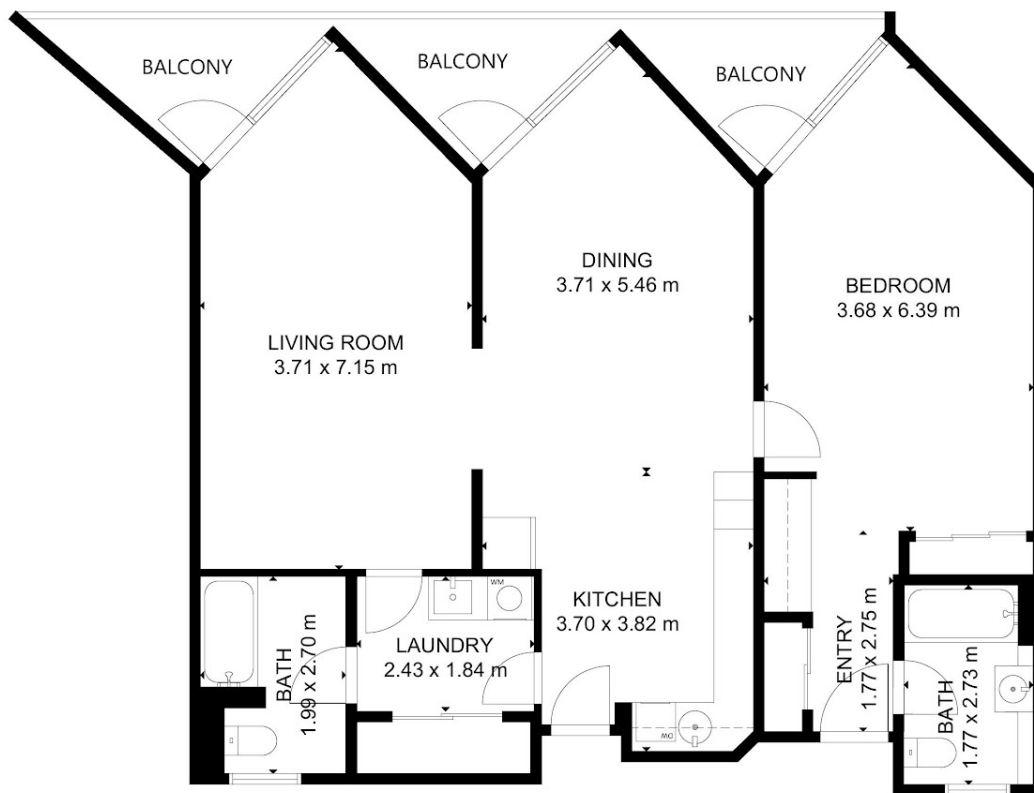 BALCONY
BALCONY
BALCONY
DINING
3.71 x 5.46 m
BEDROOM
3.68 x 6.39 m
LIVING ROOM
3.71 x 7.15 m
WM
KITCHEN
3.70 x 3.82 m
LAUNDRY
2.43 x 1.84 m
BATH
1.99 x 2.70 m
ENTRY
1.77 x 2.75 m
BATH
1.77 x 2.73 m
DW